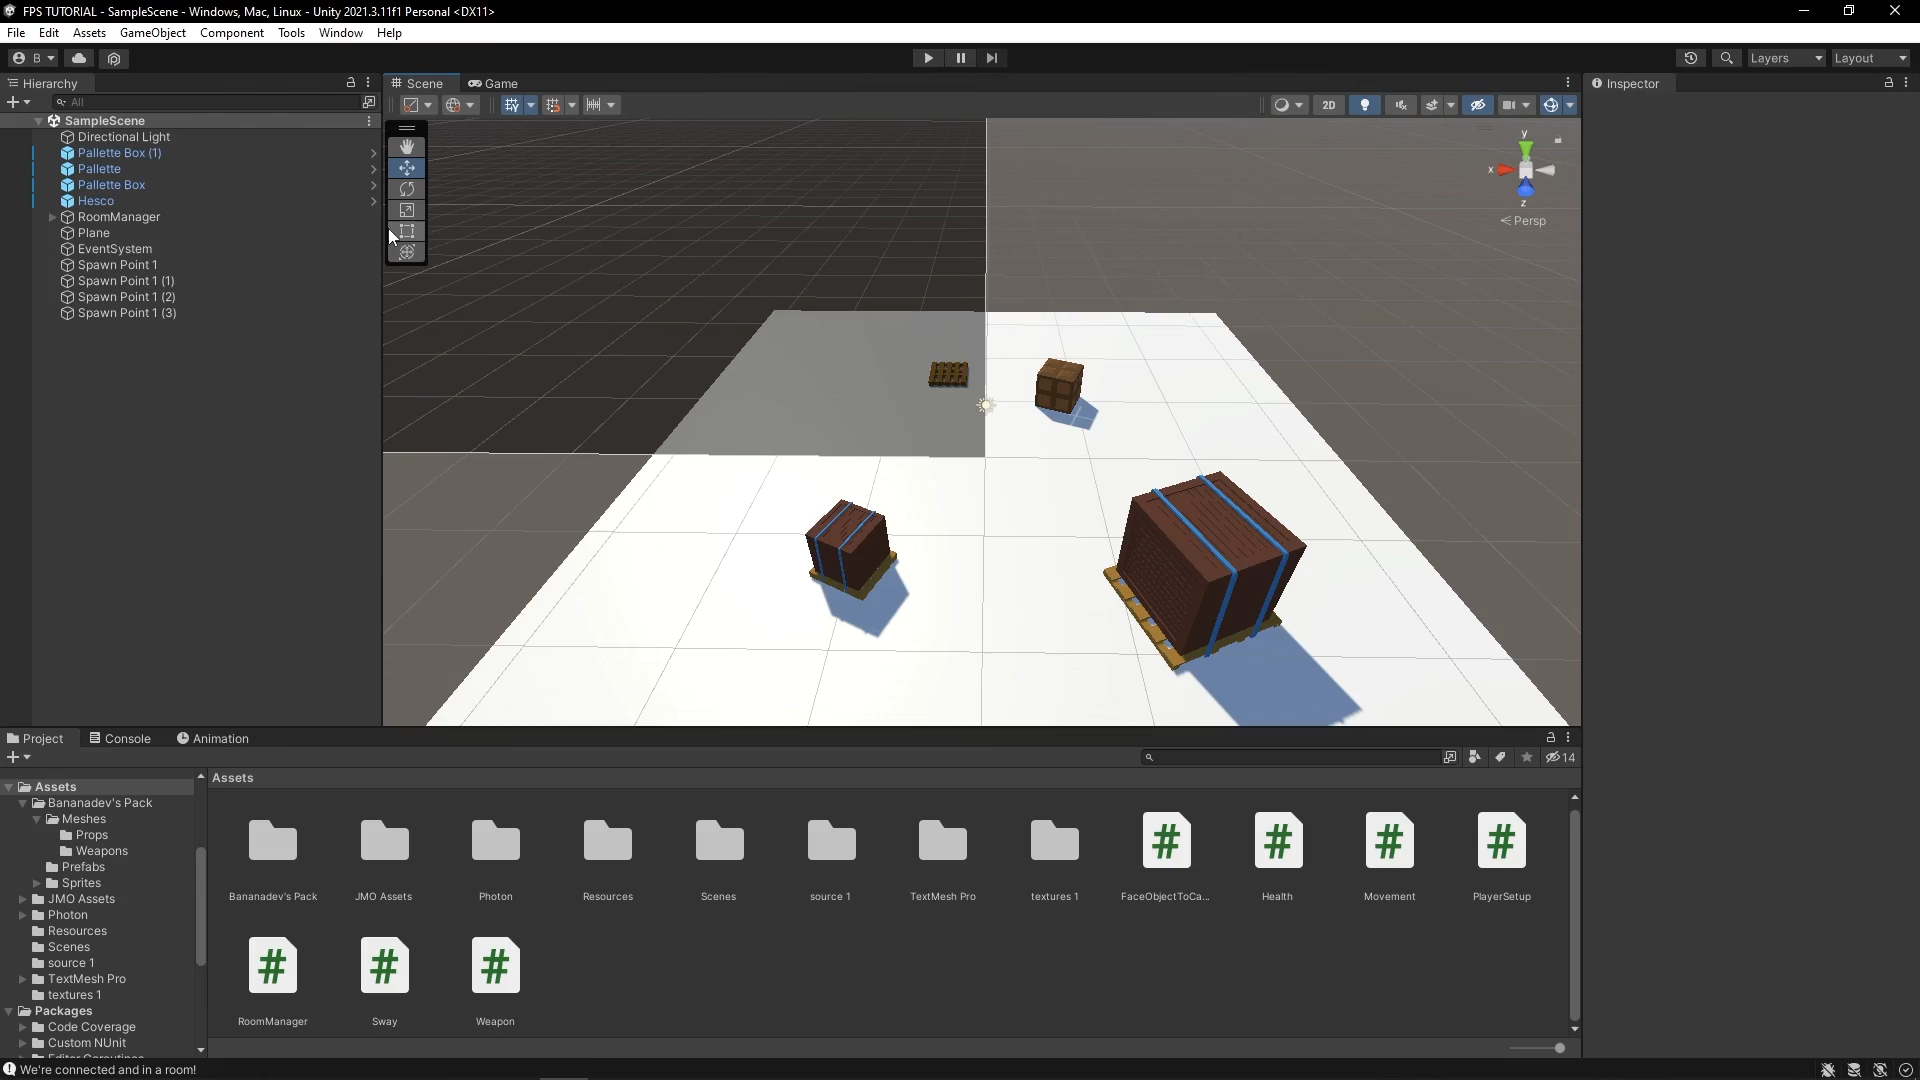 FPS TUTORIAL - SampleScene - Windows, Mac, Linux - Unity 2021.3.11f1 Personal <DX11>
File Edit Assets GameObject Component Tools Window Help
B Layers Layout
Hierarchy
All
SampleScene
Directional Light
Pallette Box (1)
Pallette
Pallette Box
Hesco
RoomManager
Plane
EventSystem
Spawn Point 1
Spawn Point 1 (1)
Spawn Point 1 (2)
Spawn Point 1 (3)
Scene Game
2D
y
x
z
Persp
Inspector
Project Console Animation
14
Assets
Bananadev's Pack
Meshes
Props
Weapons
Prefabs
Sprites
JMO Assets
Photon
Resources
Scenes
source 1
TextMesh Pro
textures 1
Packages
Code Coverage
Custom NUnit
Assets
Bananadev's Pack JMO Assets Photon Resources Scenes source 1 TextMesh Pro textures 1 FaceObjectToCa... Health Movement PlayerSetup
RoomManager Sway Weapon
We're connected and in a room!